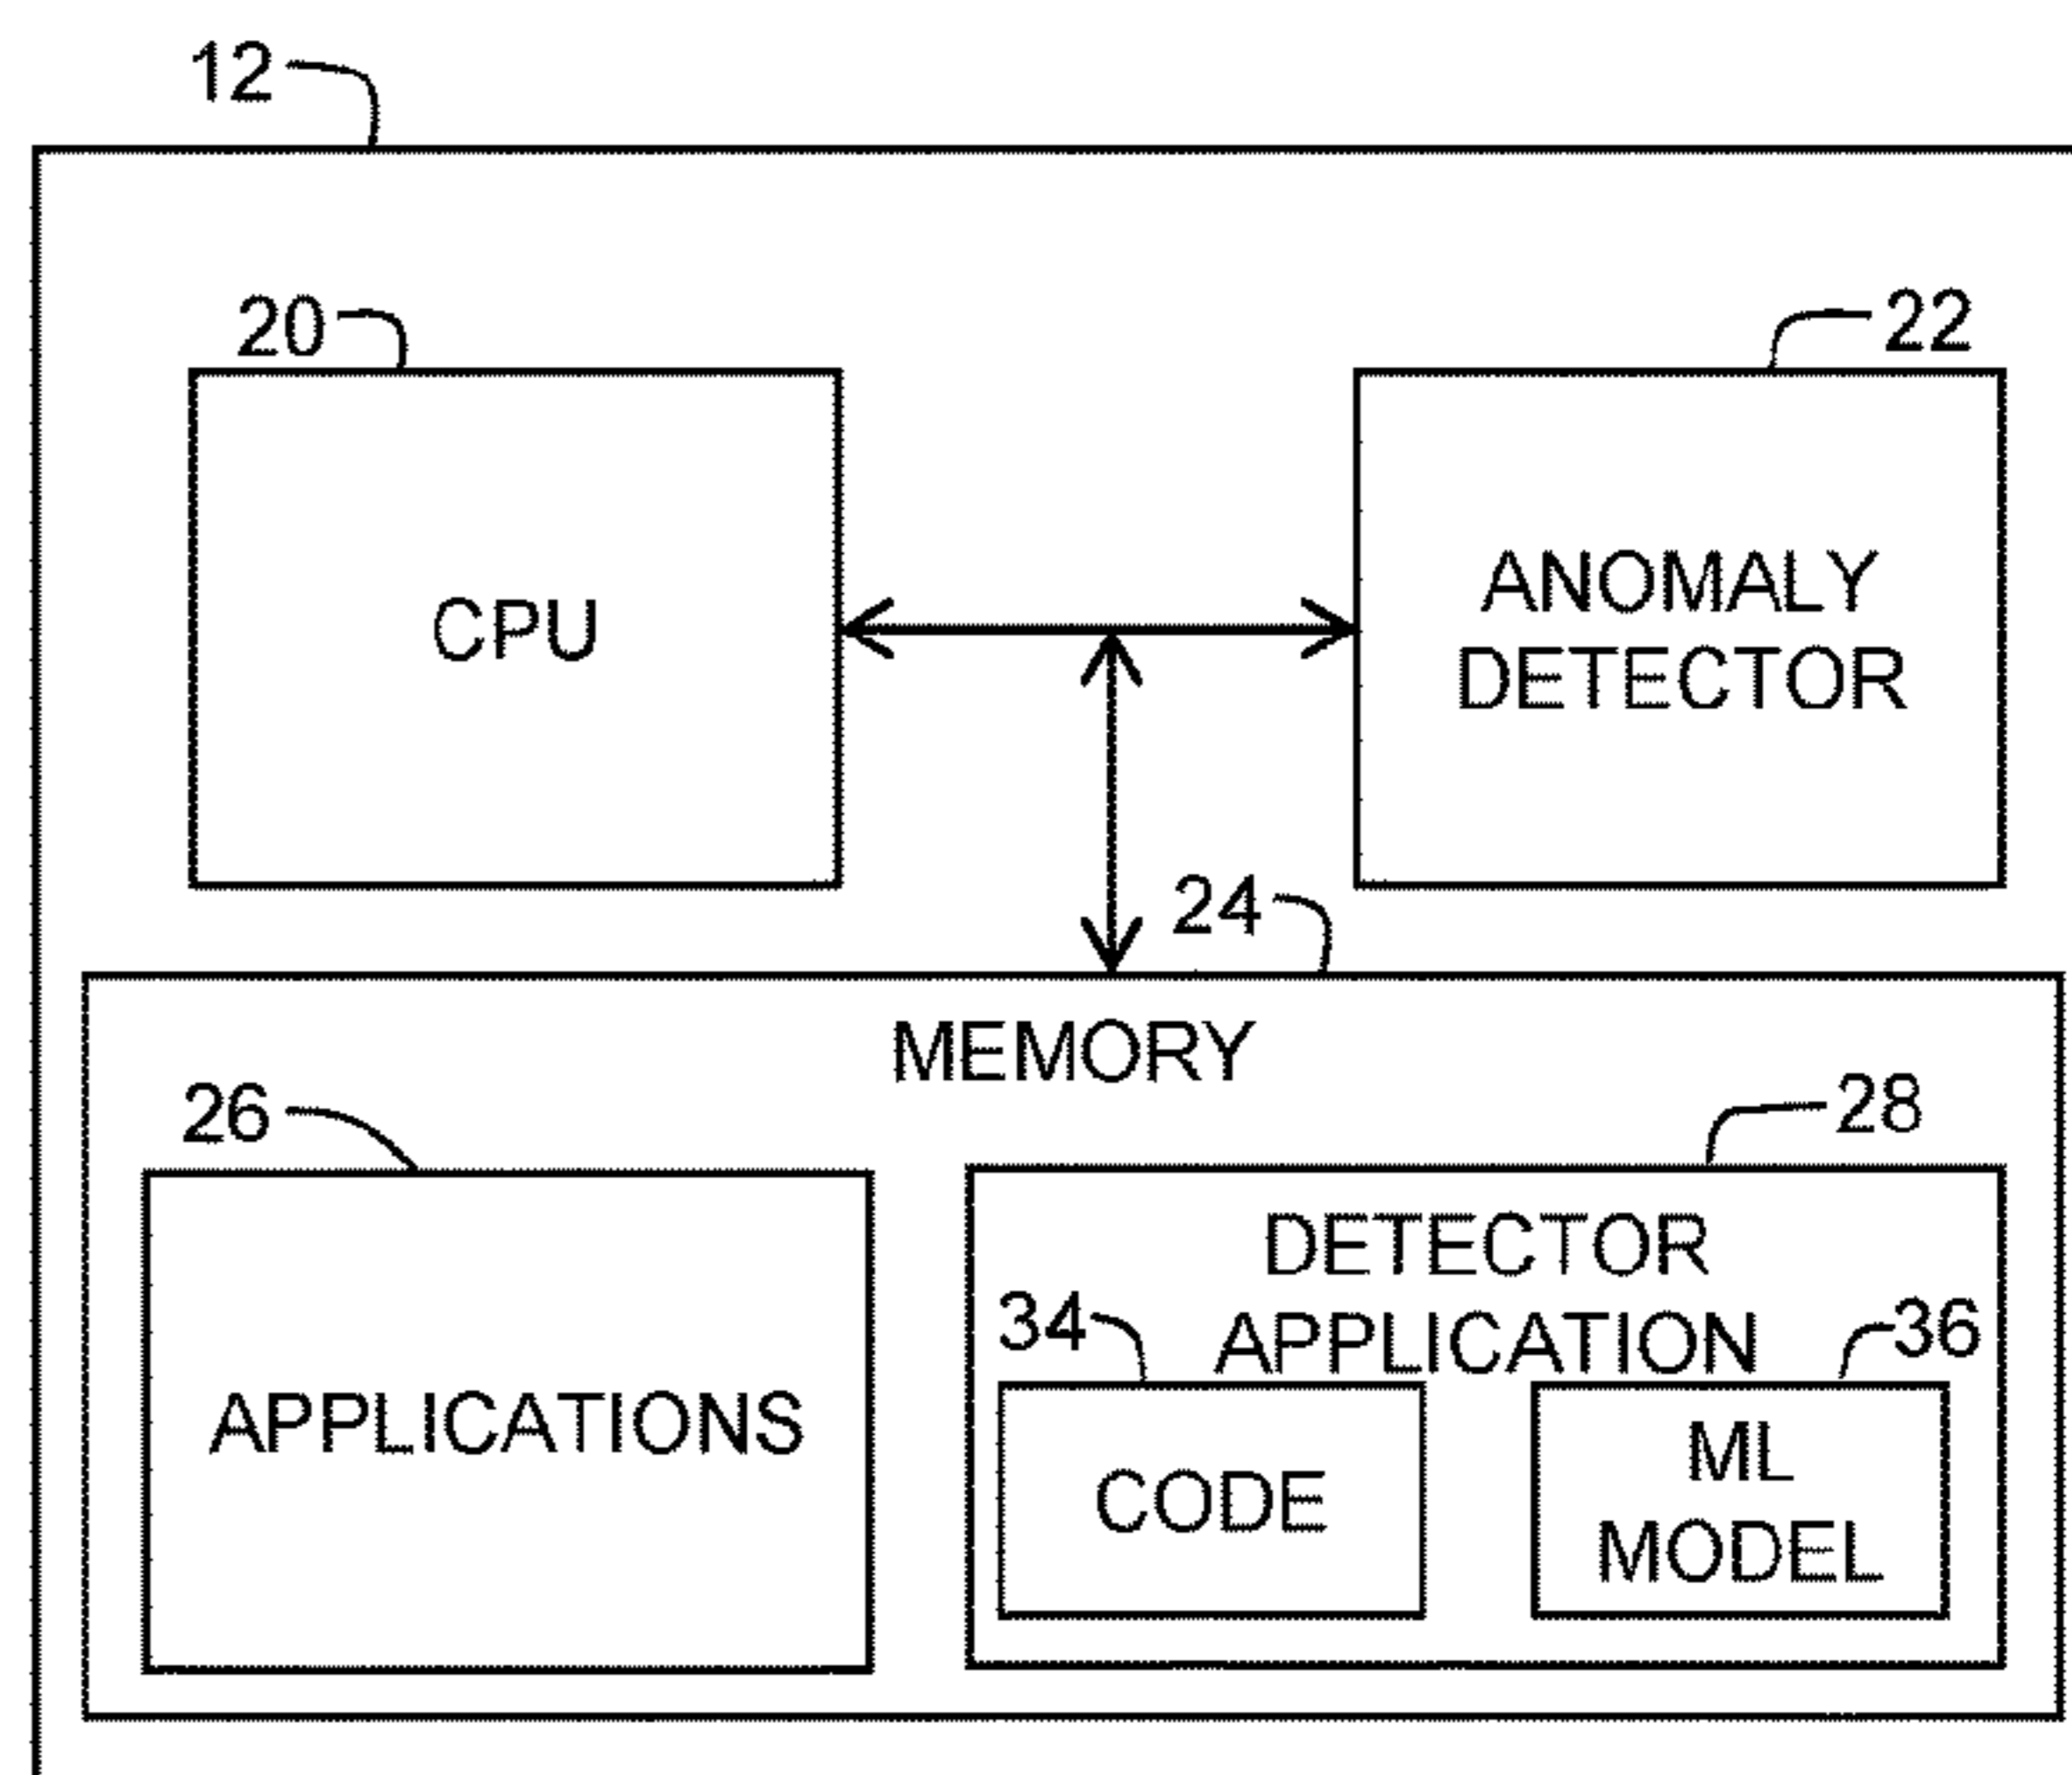 12
20
22
CPU
ANOMALY
DETECTOR
24
MEMORY
26
28
APPLICATIONS
DETECTOR
APPLICATION
34
36
CODE
ML
MODEL